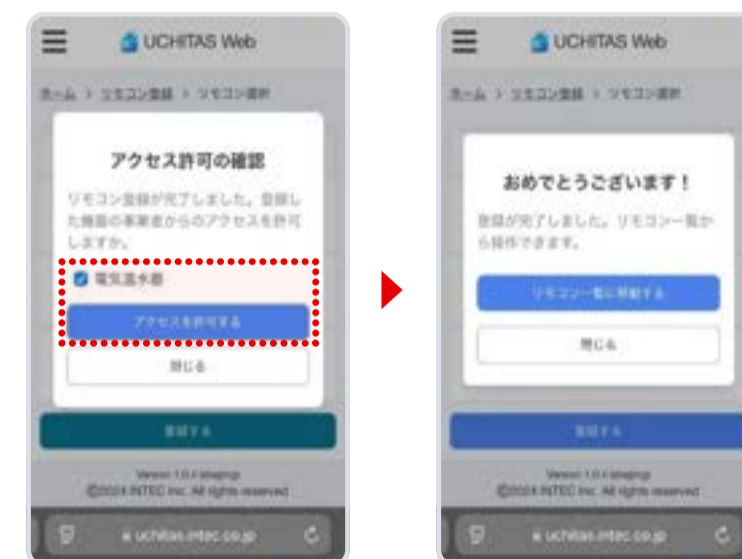 UCHITAS Web
ホーム > リモコン登録 > リモコン選択
アクセス許可の確認
リモコン登録が完了しました。登録し
た機器の事業者からのアクセスを許可
しますか。
電気温水器
アクセスを許可する
閉じる
登録する
©2024 INTEC Inc. All rights reserved
uchitas.intec.co.jp
UCHITAS Web
ホーム > リモコン登録 > リモコン選択
おめでとうございます！
登録が完了しました。リモコン一覧か
ら操作できます。
リモコン一覧に移動する
閉じる
登録する
©2024 INTEC Inc. All rights reserved
uchitas.intec.co.jp